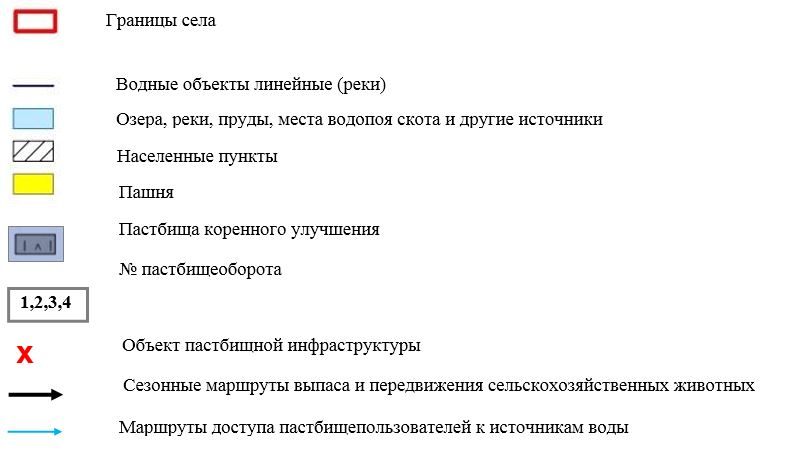 Границы села
Водные объекты линейные (реки)
Озера, реки, пруды, места водопоя скота и другие источники
Населенные пункты
Пашня
Пастбища коренного улучшения
№ пастбищеоборота
1,2,3,4
X
Объект пастбищной инфраструктуры
Сезонные маршруты выпаса и передвижения сельскохозяйственных животных
Маршруты доступа пастбищепользователей к источникам воды